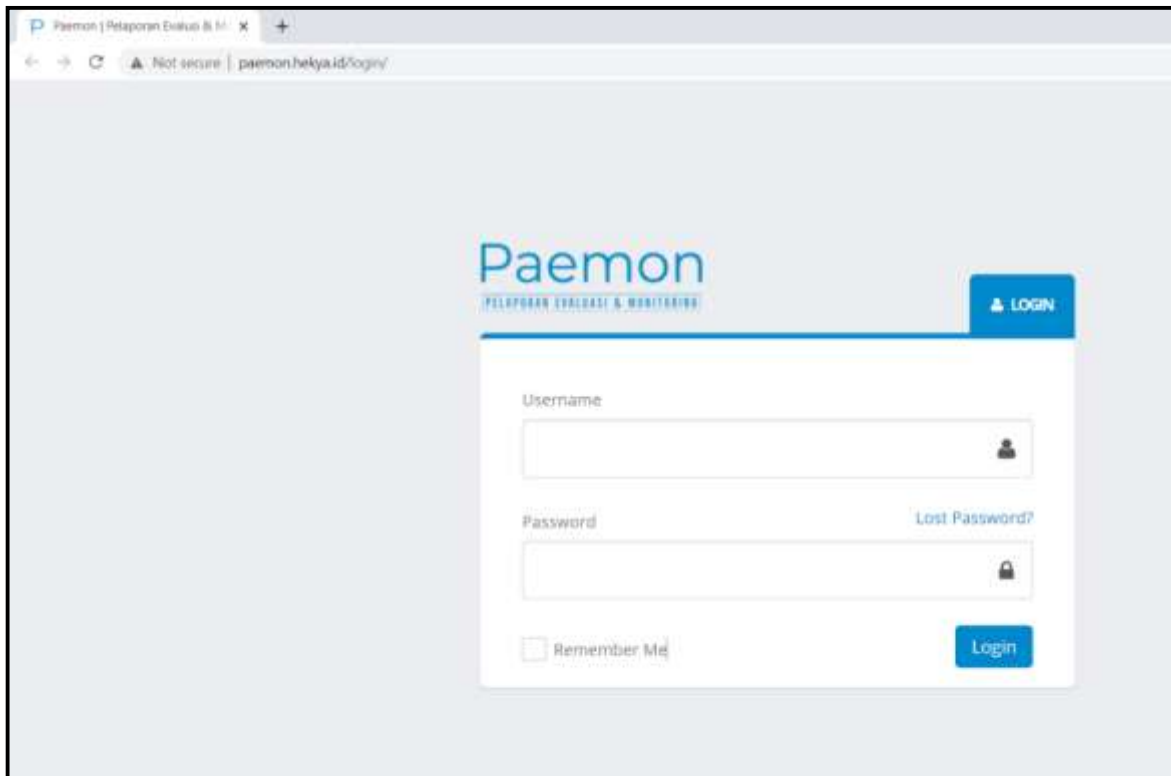 Paemon | Pelaporan Evaluasi & M
Not secure | paemon.hekya.id/login/
Paemon
PELAPORAN EVALUASI & MONITORING
LOGIN
Username
Password
Lost Password?
Remember Me
Login